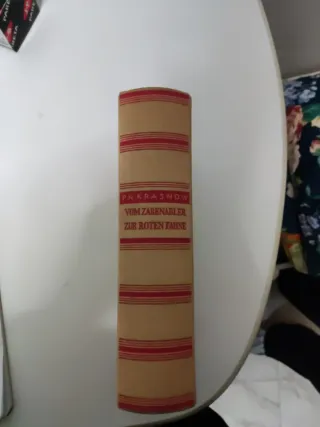 P. N. KRASNOW
VOM ZARENADLER
ZUR ROTEN FAHNE